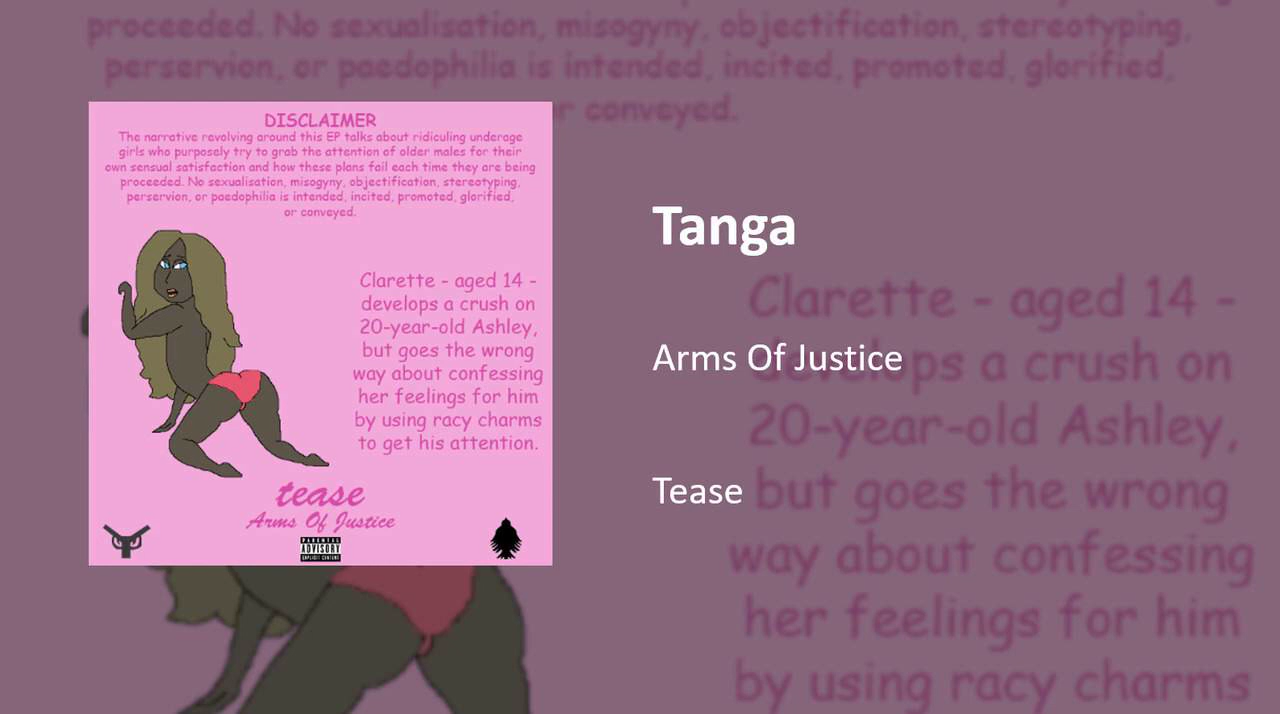 proceeded. No sexualisation, misogyny, objectification, stereotyping,
perservion, or paedophilia is intended, incited, promoted, glorified,
or conveyed.
DISCLAIMER
The narrative revolving around this EP talks about ridiculing underage
girls who purposely try to grab the attention of older males for their
own sensual satisfaction and how these plans fail each time they are being
proceeded. No sexualisation, misogyny, objectification, stereotyping,
perservion, or paedophilia is intended, incited, promoted, glorified,
or conveyed.
Clarette - aged 14 -
develops a crush on
20-year-old Ashley,
but goes the wrong
way about confessing
her feelings for him
by using racy charms
to get his attention.
tease
Arms Of Justice
PARENTAL
ADVISORY
EXPLICIT CONTENT
Tanga
Arms Of Justice
Tease
Clarette - aged 14 -
develops a crush on
20-year-old Ashley,
but goes the wrong
way about confessing
her feelings for him
by using racy charms